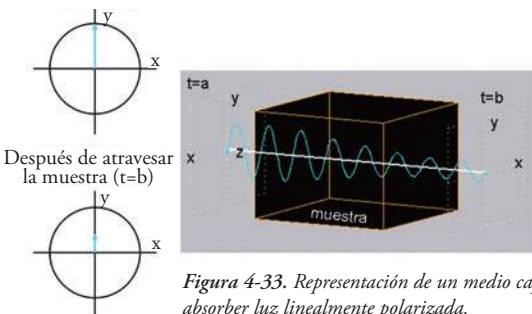 y
x
Después de atravesar
la muestra (t=b)
y
x
t=a
y
x
z
t=b
y
x
muestra
Figura 4-33. Representación de un medio ca
absorber luz linealmente polarizada.